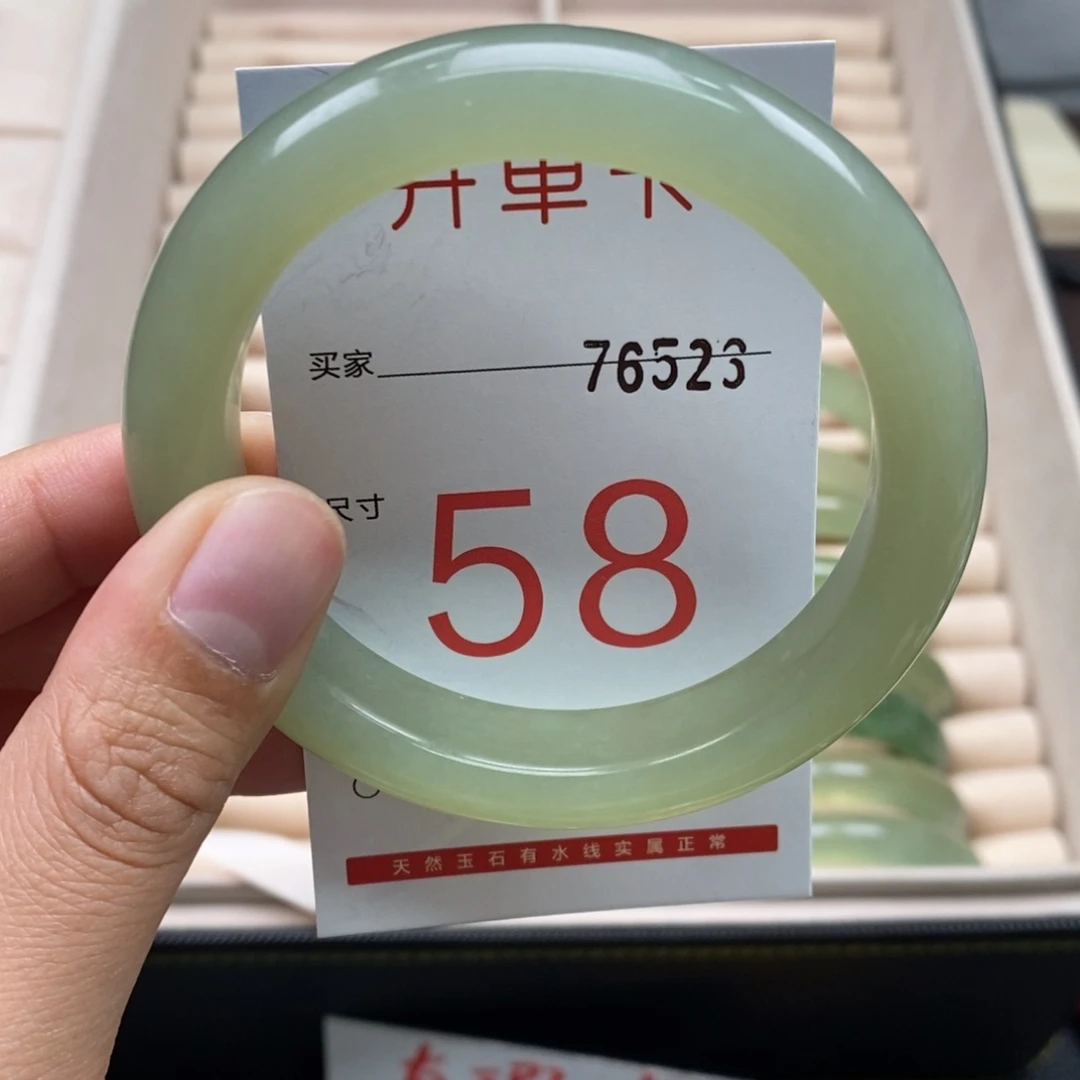 开单卡
买家 76523
尺寸 58
天然玉石有水线实属正常